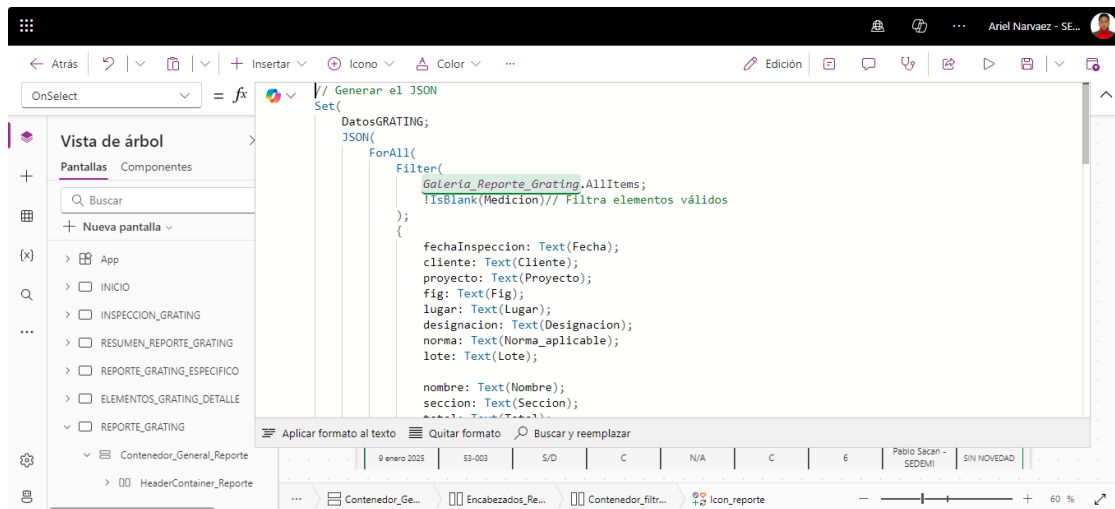 Ariel Narvaez - SE...
Atrás
Insertar
Icono
Color
Edición
OnSelect
= fx
// Generar el JSON
Set(
DatosGRATING;
JSON(
ForAll(
Filter(
Galeria_Reporte_Grating.AllItems;
!IsBlank(Medicion)// Filtra elementos válidos
);
{
fechaInspeccion: Text(Fecha);
cliente: Text(Cliente);
proyecto: Text(Proyecto);
fig: Text(Fig);
lugar: Text(Lugar);
designacion: Text(Designacion);
norma: Text(Norma_aplicable);
lote: Text(Lote);
nombre: Text(Nombre);
seccion: Text(Seccion);
total: Text(Total);
Vista de árbol
Pantallas Componentes
Buscar
Nueva pantalla
App
INICIO
INSPECCION_GRATING
RESUMEN_REPORTE_GRATING
REPORTE_GRATING_ESPECIFICO
ELEMENTOS_GRATING_DETALLE
REPORTE_GRATING
Contenedor_General_Reporte
HeaderContainer_Reporte
Aplicar formato al texto Quitar formato Buscar y reemplazar
9 enero 2025 53-003 S/D C N/A C 6 Pablo Sacan - SEDEMI SIN NOVEDAD
... Contenedor_Ge... Encabezados_Re... Contenedor_filtr... Icon_reporte
60 %